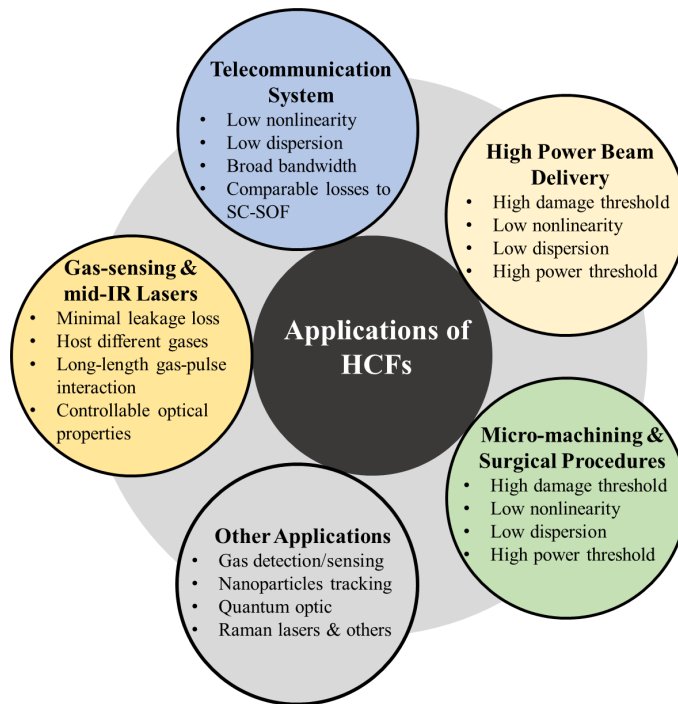 Telecommunication
System
• Low nonlinearity
• Low dispersion
• Broad bandwidth
• Comparable losses to
SC-SOF
High Power Beam
Delivery
• High damage threshold
• Low nonlinearity
• Low dispersion
• High power threshold
Gas-sensing &
mid-IR Lasers
• Minimal leakage loss
• Host different gases
• Long-length gas-pulse
interaction
• Controllable optical
properties
Applications of
HCFs
Micro-machining &
Surgical Procedures
• High damage threshold
• Low nonlinearity
• Low dispersion
• High power threshold
Other Applications
• Gas detection/sensing
• Nanoparticles tracking
• Quantum optic
• Raman lasers & others